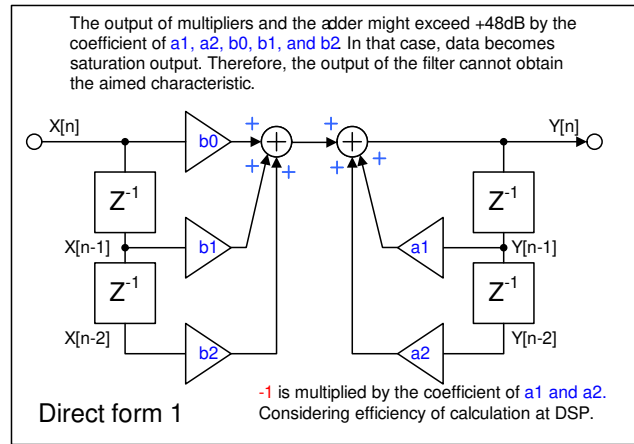 The output of multipliers and the adder might exceed +48dB by the
coefficient of a1, a2, b0, b1, and b2. In that case, data becomes
saturation output. Therefore, the output of the filter cannot obtain
the aimed characteristic.
X[n]
b0
+
+
+
+
+
+
+
+
Y[n]
Z-1
Z-1
X[n-1]
b1
a1
Y[n-1]
Z-1
Z-1
X[n-2]
b2
a2
Y[n-2]
-1 is multiplied by the coefficient of a1 and a2.
Direct form 1
Considering efficiency of calculation at DSP.